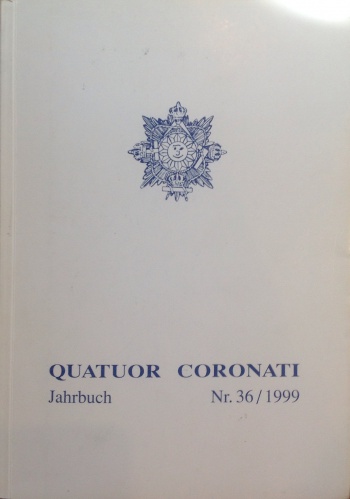 QUATUOR CORONATI
Jahrbuch Nr. 36/1999